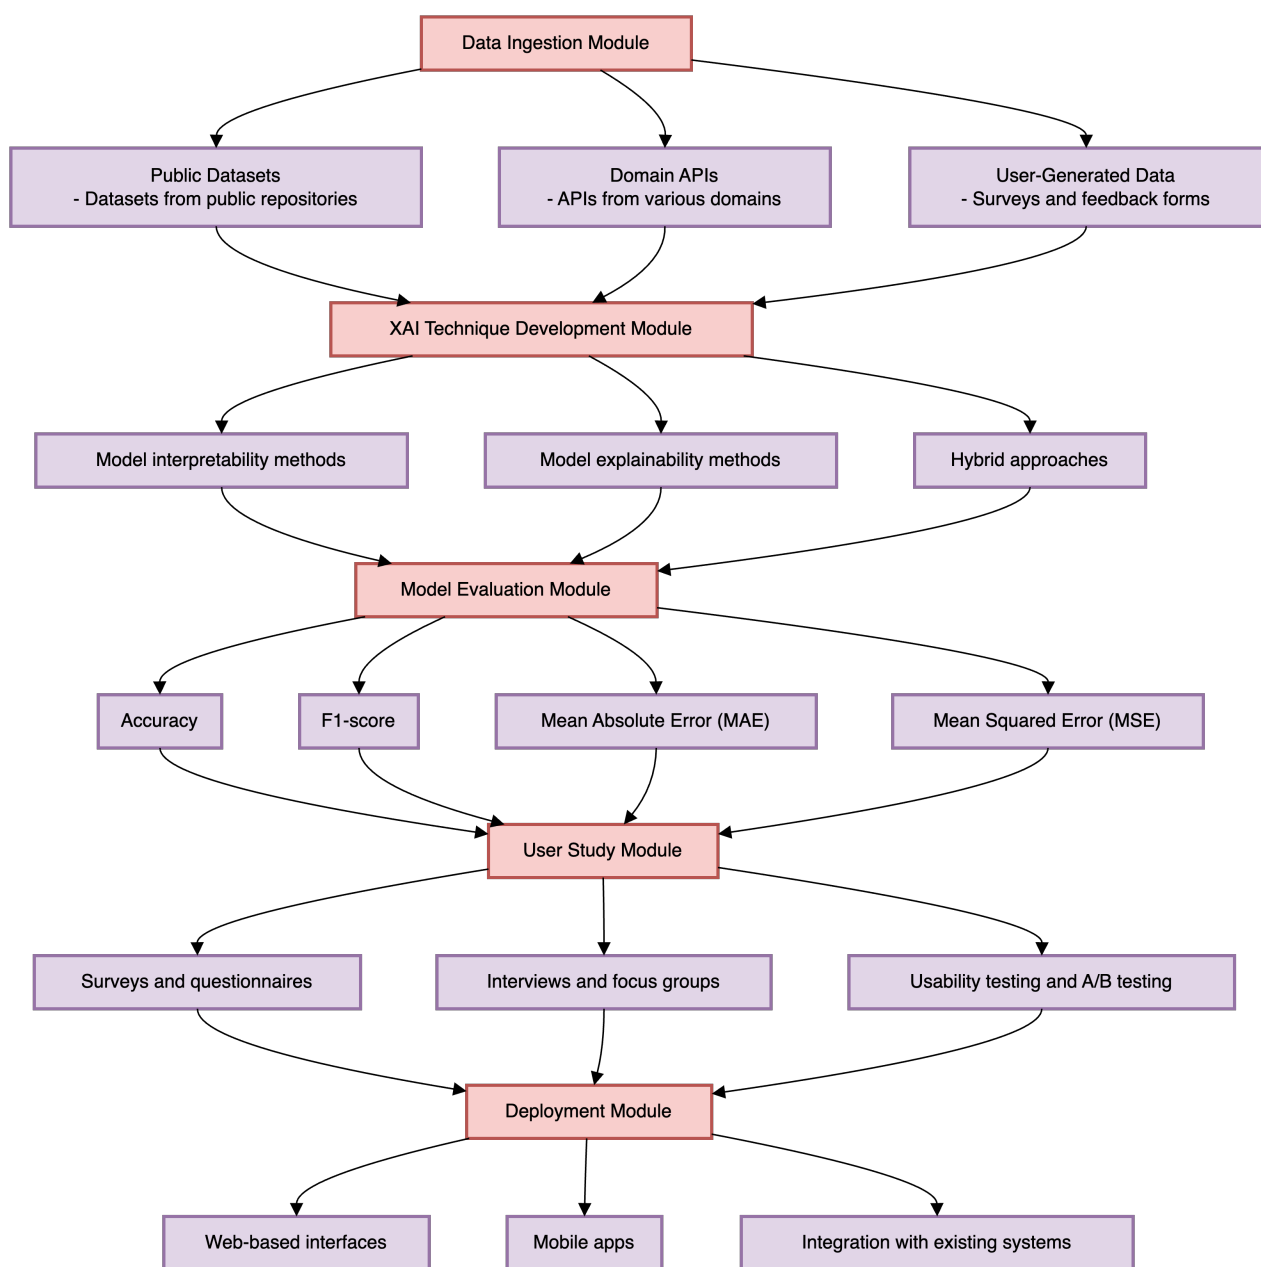 Data Ingestion Module
Public Datasets
- Datasets from public repositories
Domain APIs
- APIs from various domains
User-Generated Data
- Surveys and feedback forms
XAI Technique Development Module
Model interpretability methods
Model explainability methods
Hybrid approaches
Model Evaluation Module
Accuracy
F1-score
Mean Absolute Error (MAE)
Mean Squared Error (MSE)
User Study Module
Surveys and questionnaires
Interviews and focus groups
Usability testing and A/B testing
Deployment Module
Web-based interfaces
Mobile apps
Integration with existing systems